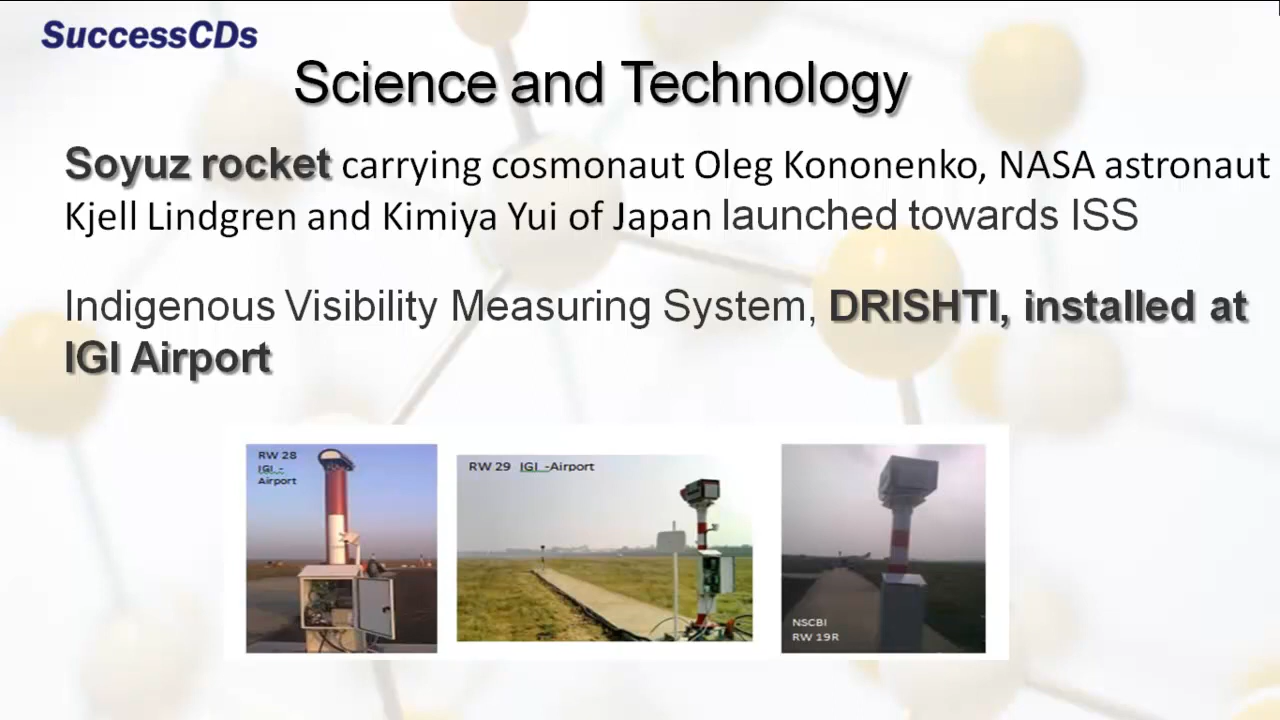 SuccessCDs
Science and Technology
Soyuz rocket carrying cosmonaut Oleg Kononenko, NASA astronaut
Kjell Lindgren and Kimiya Yui of Japan launched towards ISS
Indigenous Visibility Measuring System, DRISHTI, installed at
IGI Airport
RW 28
IGI -
Airport
RW 29 IGI -Airport
NSCBI
RW 19R